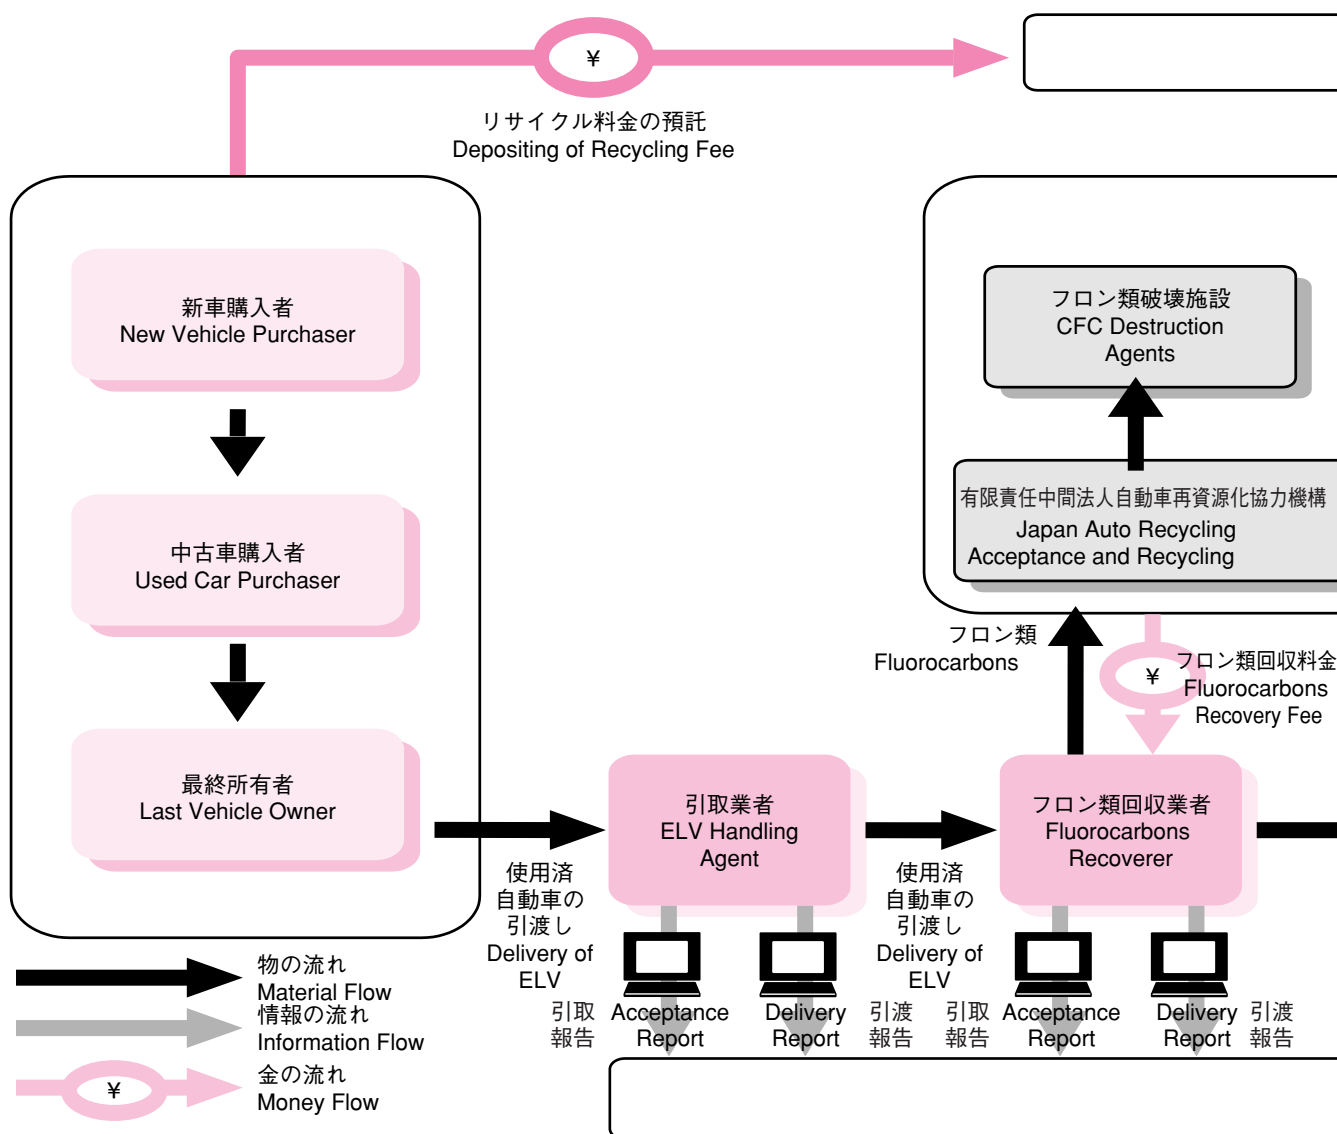 ¥
リサイクル料金の預託
Depositing of Recycling Fee
新車購入者
New Vehicle Purchaser
中古車購入者
Used Car Purchaser
最終所有者
Last Vehicle Owner
フロン類破壊施設
CFC Destruction
Agents
有限責任中間法人自動車再資源化協力機構
Japan Auto Recycling
Acceptance and Recycling
フロン類
Fluorocarbons
¥
フロン類回収料金
Fluorocarbons
Recovery Fee
使用済
自動車の
引渡し
Delivery of
ELV
引取業者
ELV Handling
Agent
使用済
自動車の
引渡し
Delivery of
ELV
フロン類回収業者
Fluorocarbons
Recoverer
引取
報告
Acceptance
Report
Delivery
Report
引渡
報告
引取
報告
Acceptance
Report
Delivery
Report
引渡
報告
物の流れ
Material Flow
情報の流れ
Information Flow
¥
金の流れ
Money Flow